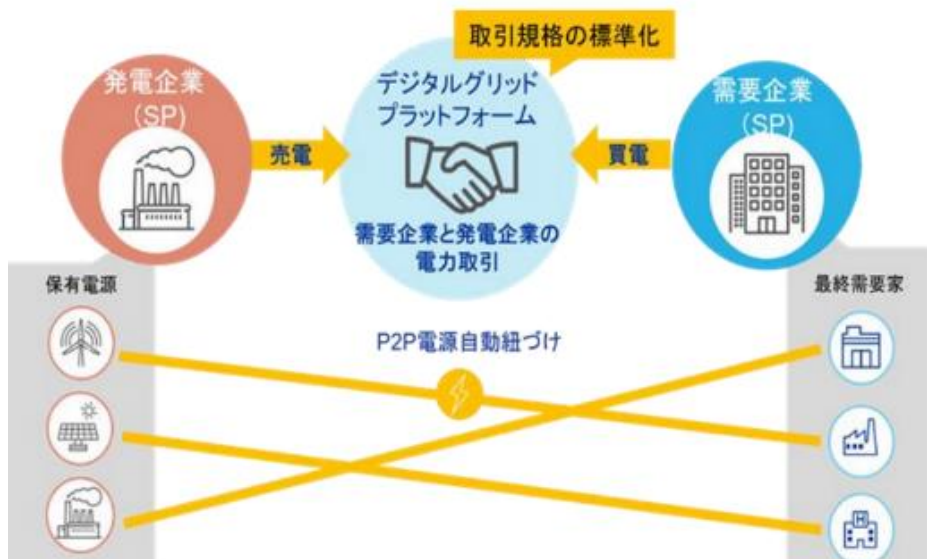 取引規格の標準化
発電企業
(SP)
デジタルグリッド
プラットフォーム
需要企業
(SP)
売電
買電
需要企業と発電企業の
電力取引
保有電源
最終需要家
P2P電源自動紐づけ
H